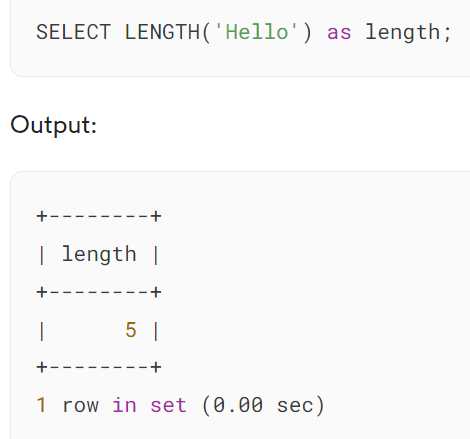 SELECT LENGTH('Hello') as length;
Output:
+--------+
| length |
+--------+
|      5 |
+--------+
1 row in set (0.00 sec)